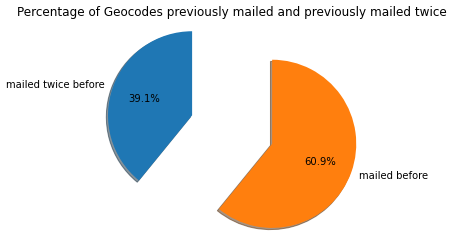 Percentage of Geocodes previously mailed and previously mailed twice
mailed twice before
39.1%
60.9%
mailed before